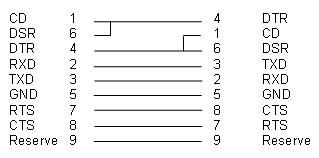 CD 1 4 DTR
DSR 6 1 CD
DTR 4 6 DSR
RXD 2 3 TXD
TXD 3 2 RXD
GND 5 5 GND
RTS 7 8 CTS
CTS 8 7 RTS
Reserve 9 9 Reserve